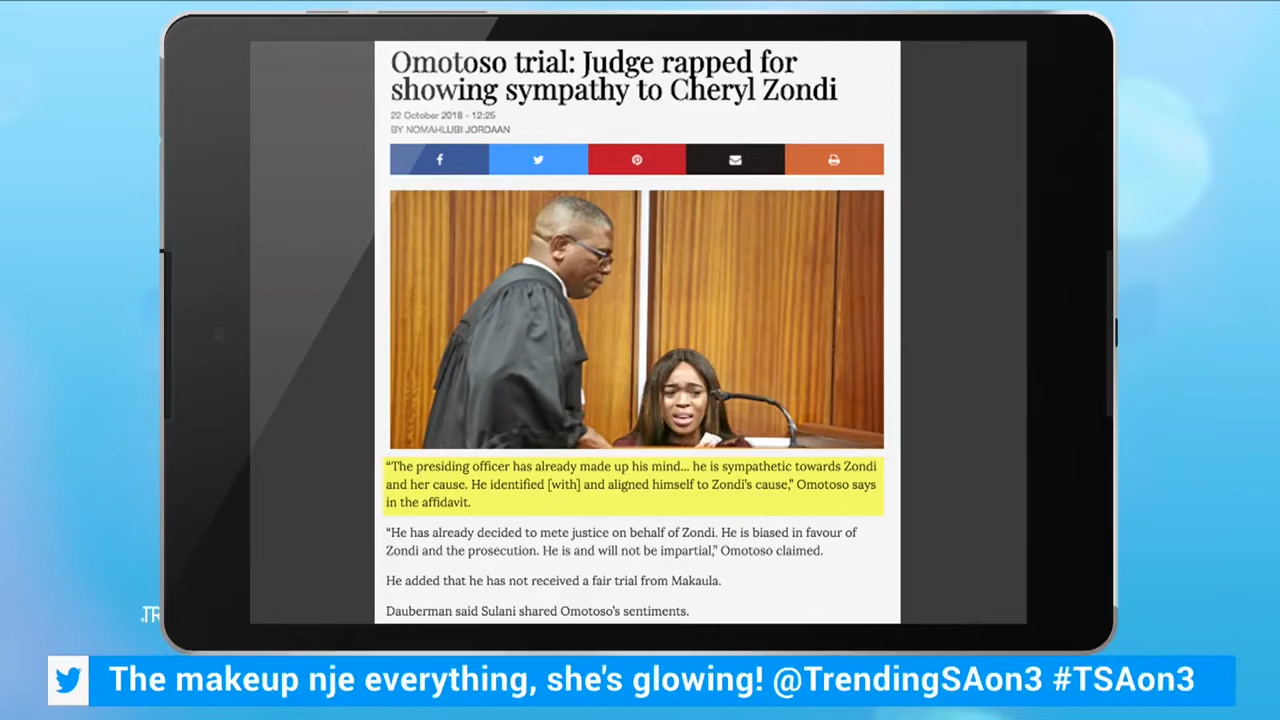 Omotoso trial: Judge rapped for
showing sympathy to Cheryl Zondi
22 October 2018 - 12:25
BY NOMAHLUBI JORDAAN
“The presiding officer has already made up his mind... he is sympathetic towards Zondi
and her cause. He identified [with] and aligned himself to Zondi’s cause,” Omotoso says
in the affidavit.
“He has already decided to mete justice on behalf of Zondi. He is biased in favour of
Zondi and the prosecution. He is and will not be impartial,” Omotoso claimed.
He added that he has not received a fair trial from Makaula.
Dauberman said Sulani shared Omotoso’s sentiments.
The makeup nje everything, she's glowing! @TrendingSAon3 #TSAon3